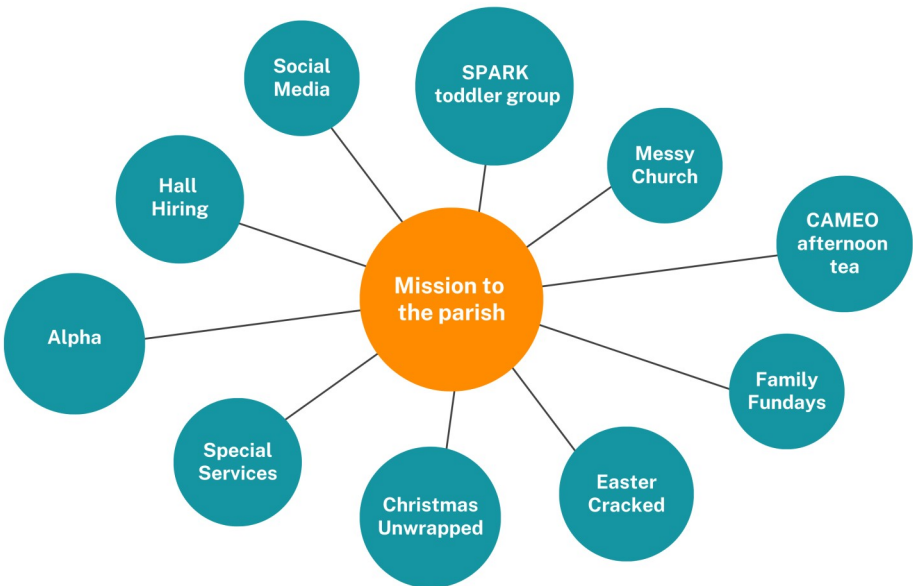 Social
Media
SPARK
toddler group
Messy
Church
Hall
Hiring
CAMEO
afternoon
tea
Mission to
the parish
Alpha
Family
Fundays
Special
Services
Easter
Cracked
Christmas
Unwrapped